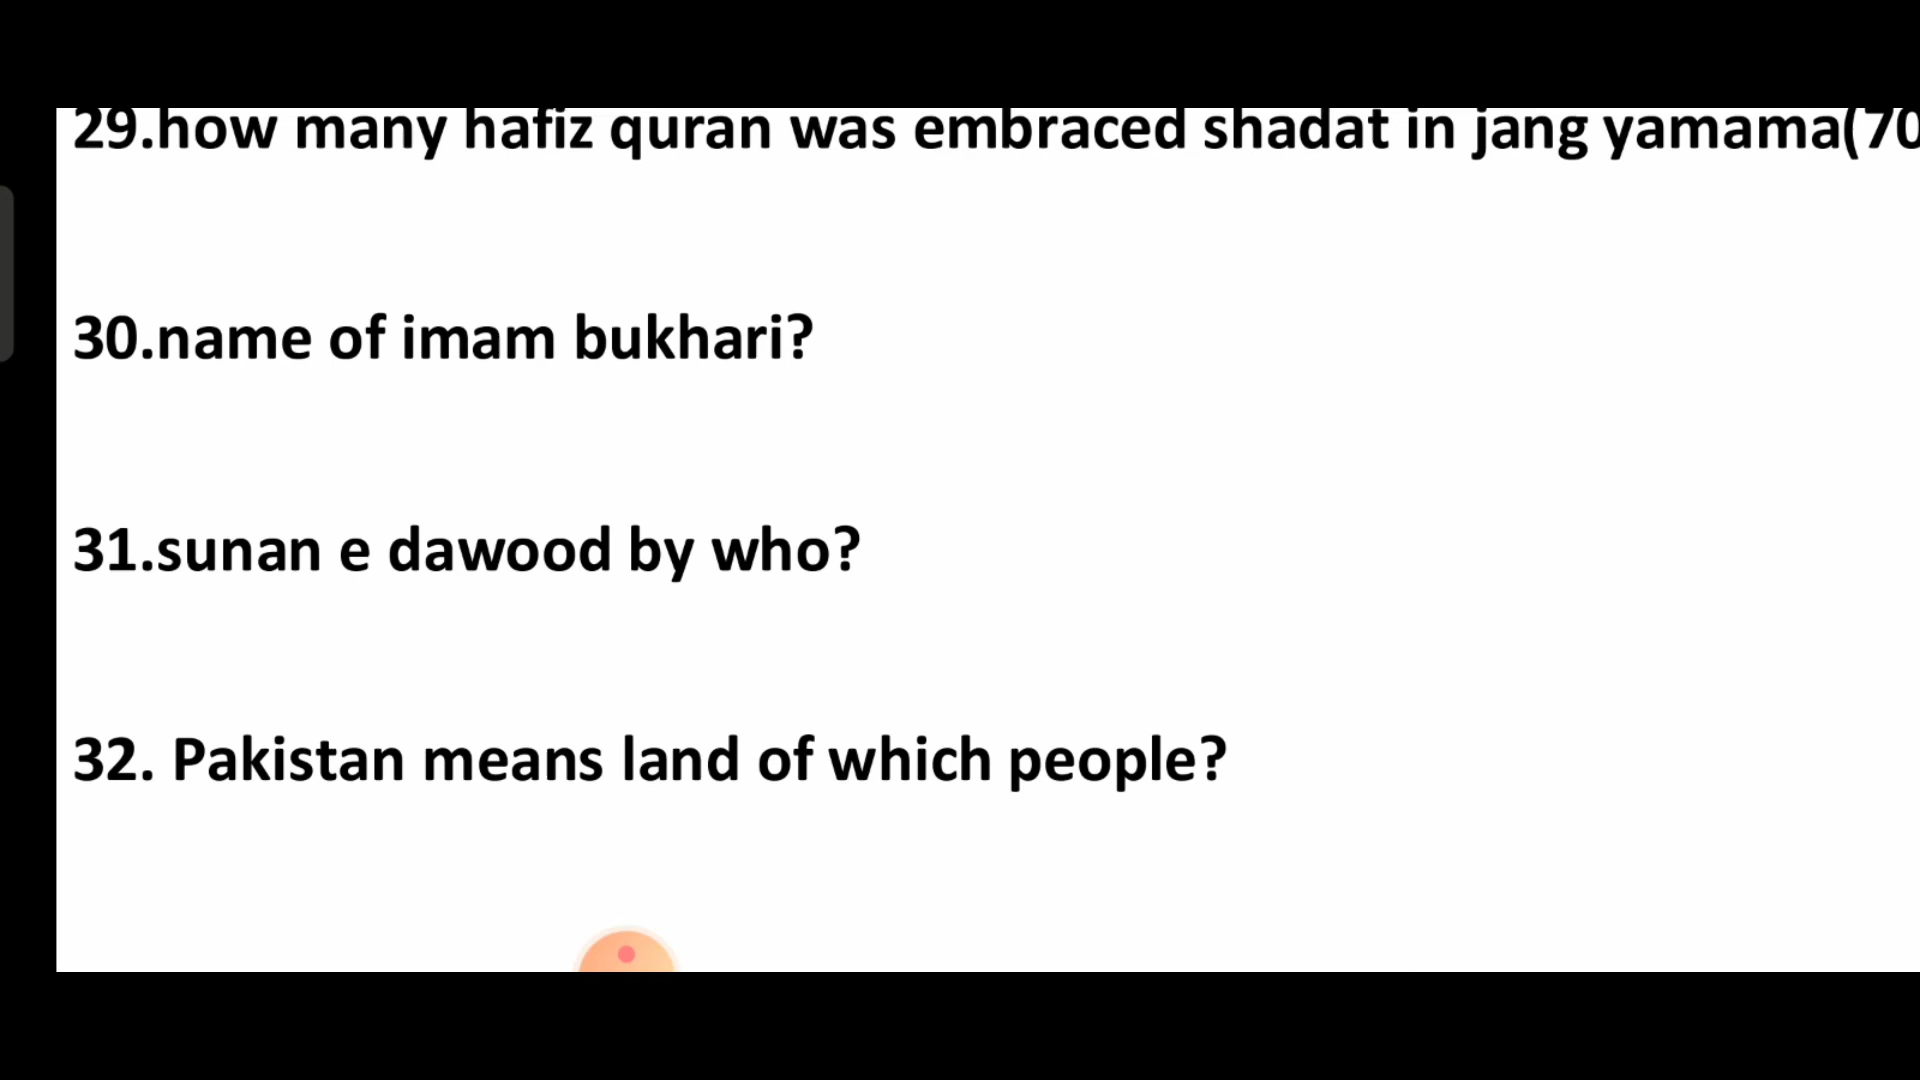 29.how many hafiz quran was embraced shadat in jang yamama(70
30.name of imam bukhari?
31.sunan e dawood by who?
32. Pakistan means land of which people?